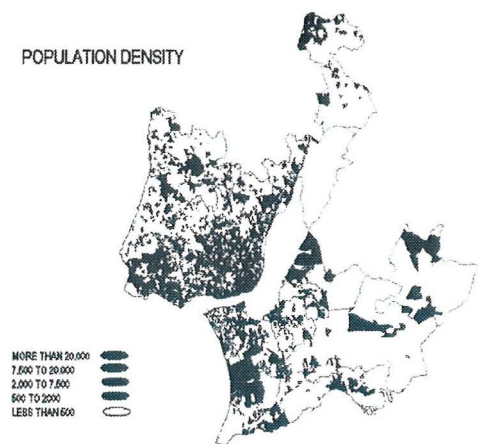 POPULATION DENSITY
MORE THAN 20,000
7,500 TO 20,000
2,000 TO 7,500
500 TO 2000
LESS THAN 500